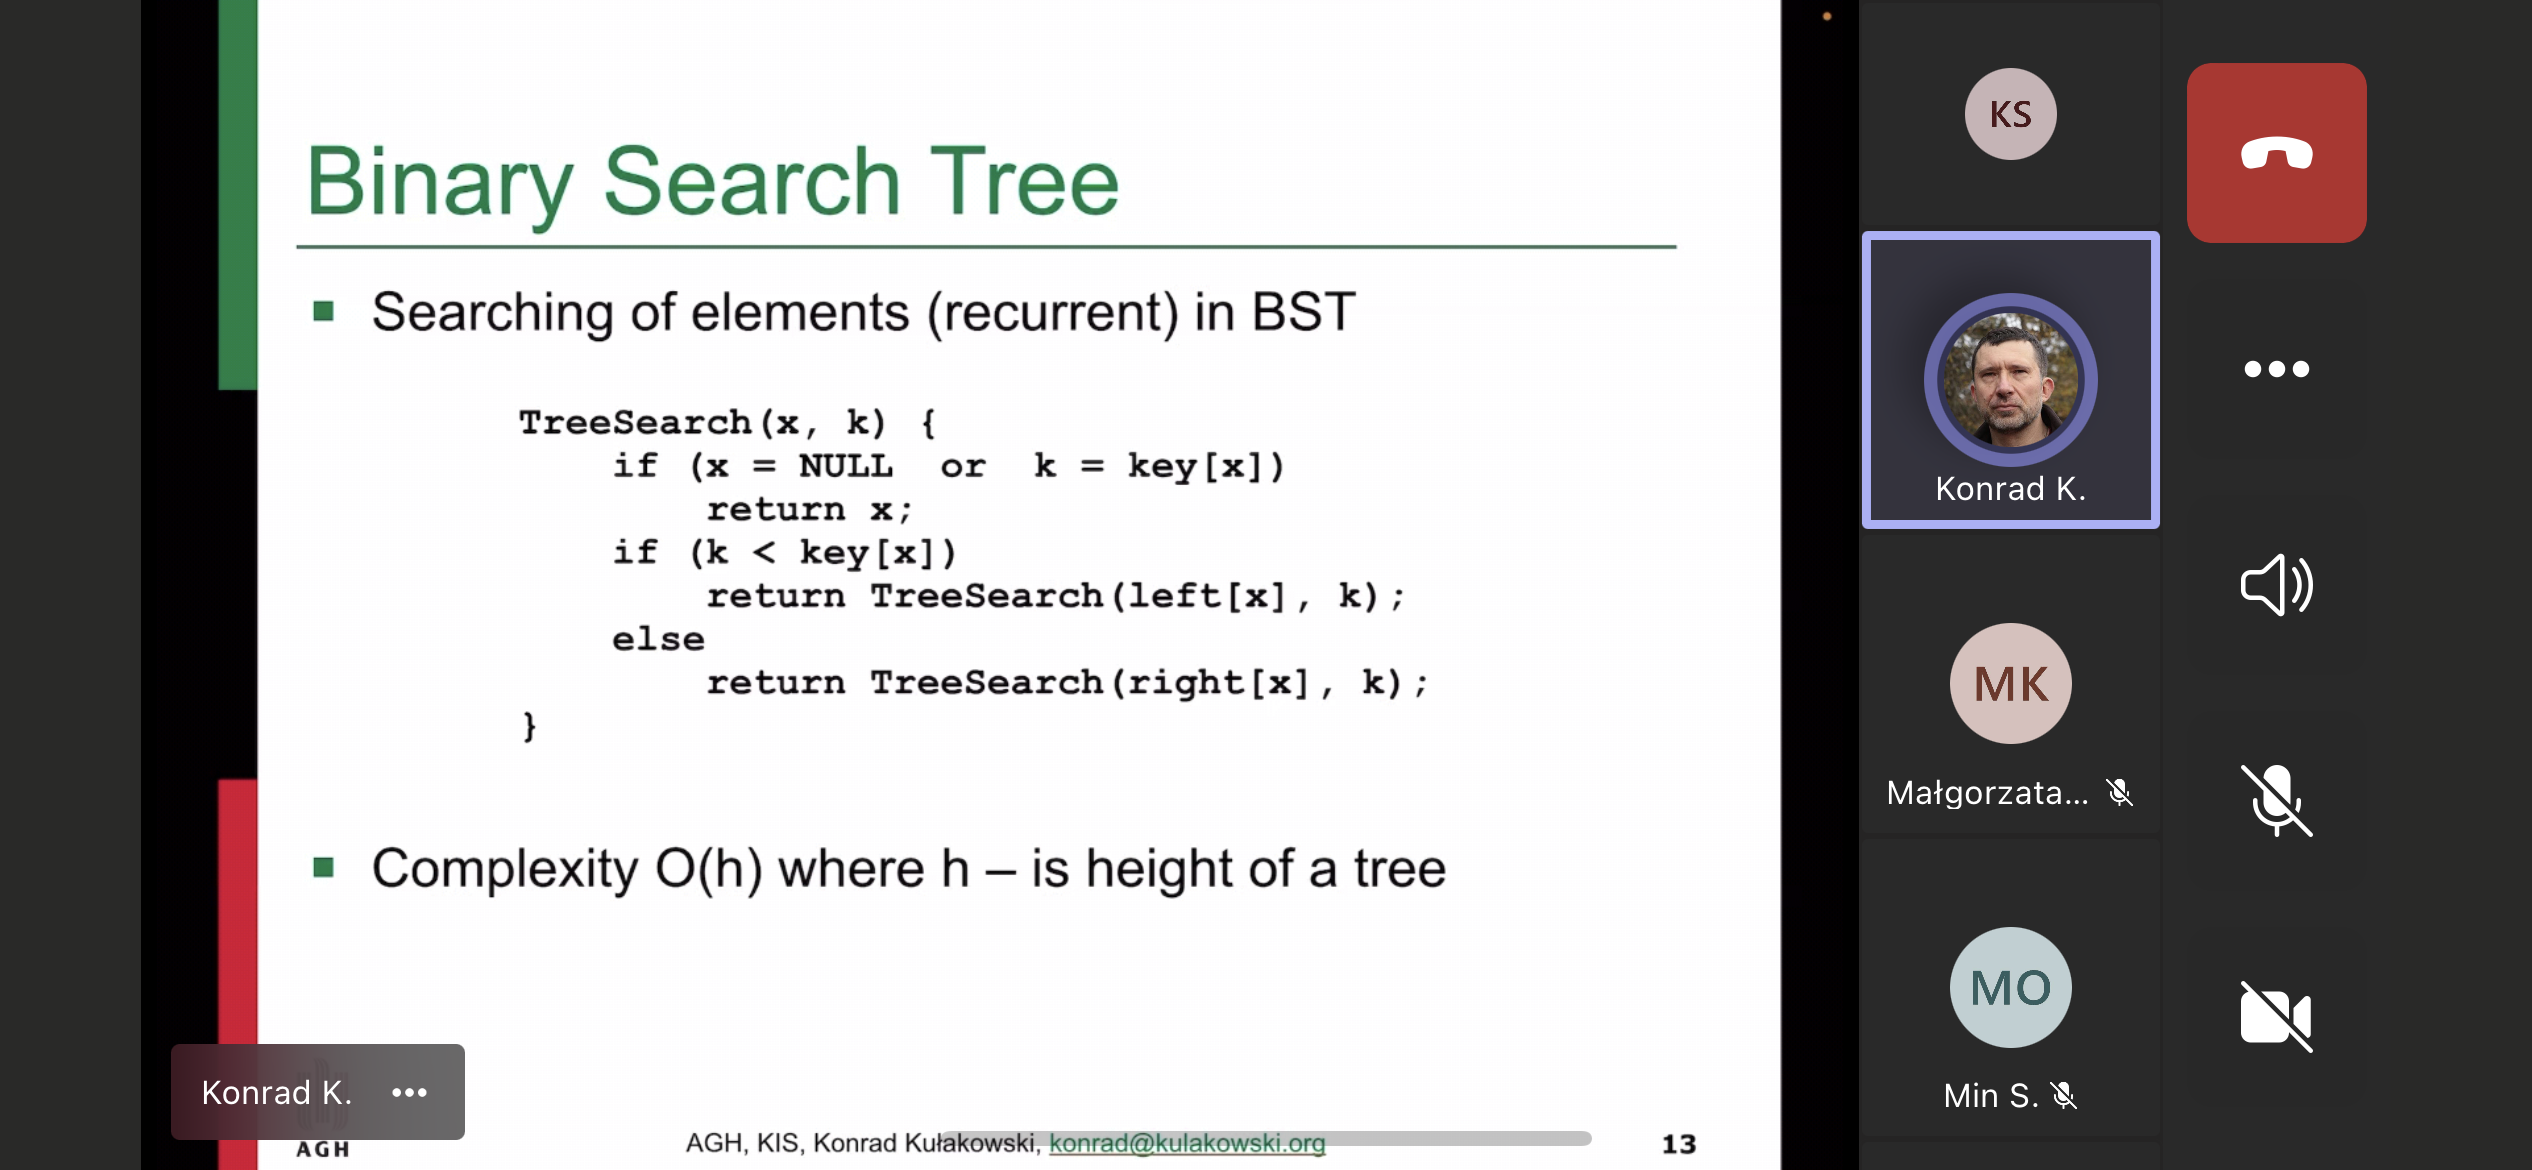 Binary Search Tree
Searching of elements (recurrent) in BST
TreeSearch(x, k) {
if (x = NULL or k = key[x])
return x;
if (k < key[x])
return TreeSearch(left[x], k);
else
return TreeSearch(right[x], k);
}
Complexity O(h) where h – is height of a tree
Konrad K.
AGH
AGH, KIS, Konrad Kułakowski, konrad@kulakowski.org
13
KS
Konrad K.
MK
Małgorzata...
MO
Min S.